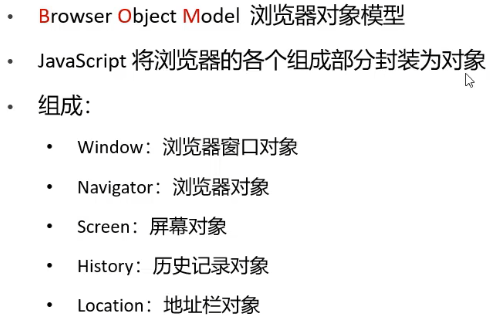 Browser Object Model 浏览器对象模型
JavaScript 将浏览器的各个组成部分封装为对象
组成：
Window：浏览器窗口对象
Navigator：浏览器对象
Screen：屏幕对象
History：历史记录对象
Location：地址栏对象